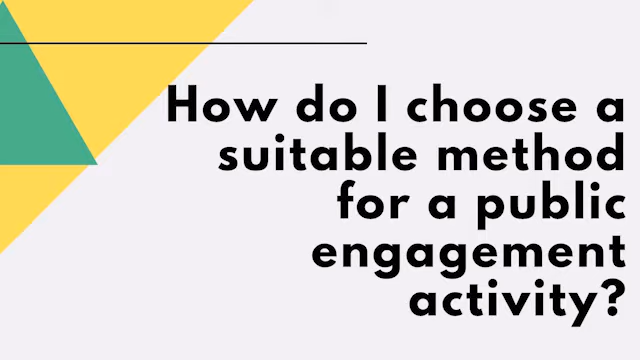 How do I choose a
suitable method
for a public
engagement
activity?